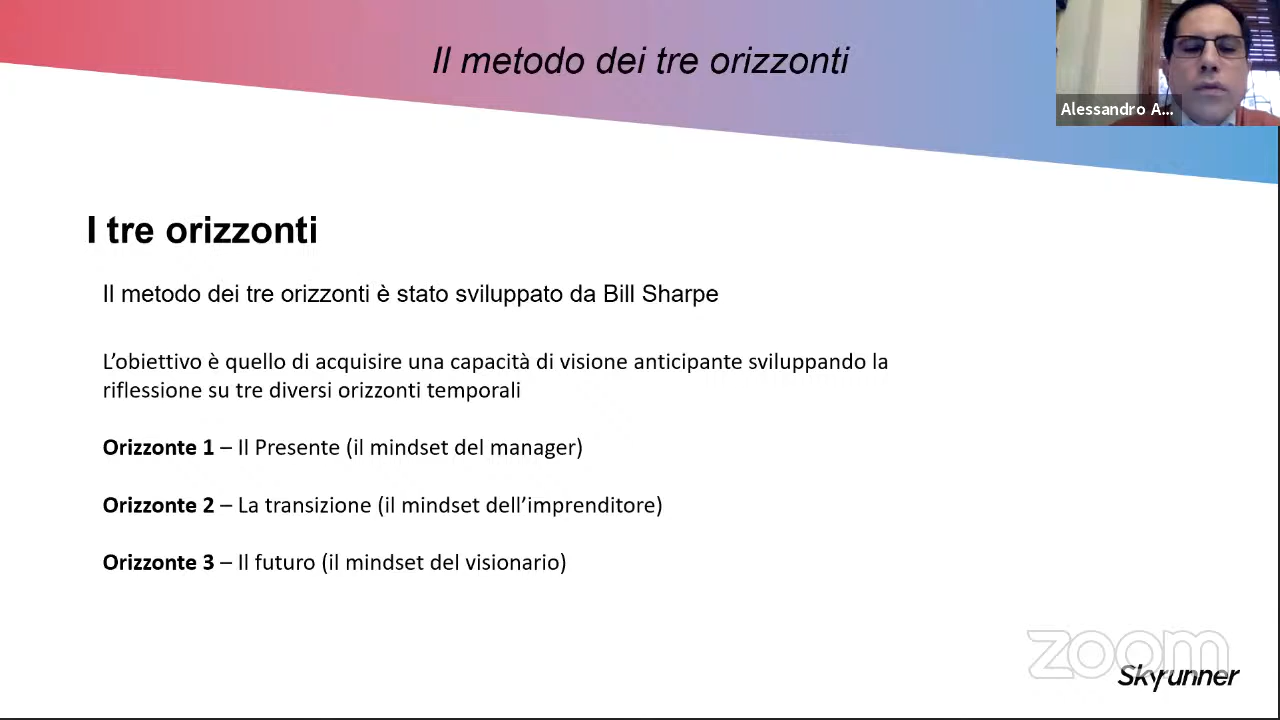 Il metodo dei tre orizzonti
Alessandro A...
I tre orizzonti
Il metodo dei tre orizzonti è stato sviluppato da Bill Sharpe
L’obiettivo è quello di acquisire una capacità di visione anticipante sviluppando la
riflessione su tre diversi orizzonti temporali
Orizzonte 1 – Il Presente (il mindset del manager)
Orizzonte 2 – La transizione (il mindset dell’imprenditore)
Orizzonte 3 – Il futuro (il mindset del visionario)
zoom
Skyrunner